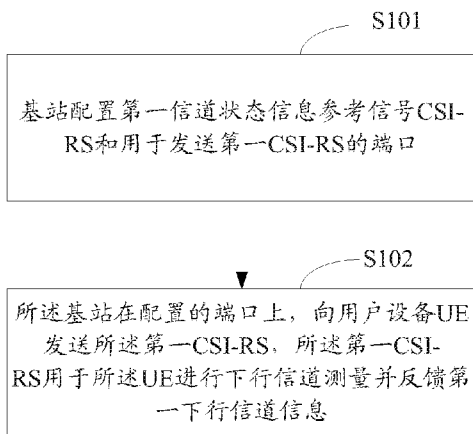 S101
基站配置第一信道状态信息参考信号CSI-
RS和用于发送第一CSI-RS的端口
S102
所述基站在配置的端口上，向用户设备UE
发送所述第一CSI-RS，所述第一CSI-
RS用于所述UE进行下行信道测量并反馈第
一下行信道信息